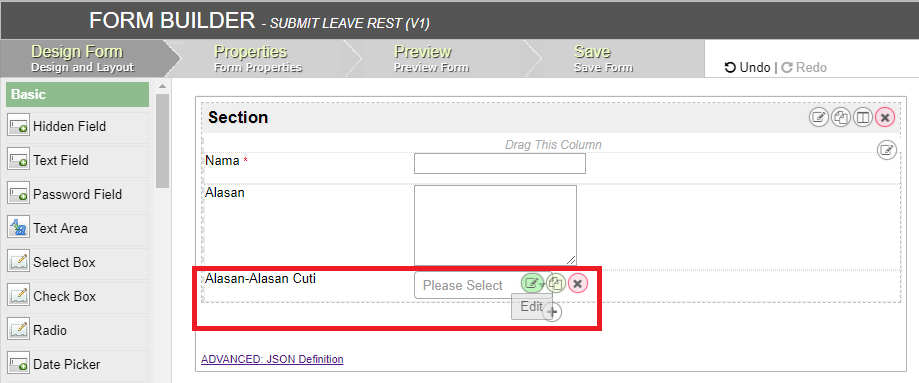 FORM BUILDER - SUBMIT LEAVE REST (V1)
Design Form
Design and Layout
Properties
Form Properties
Preview
Preview Form
Save
Save Form
Undo | Redo
Basic
Hidden Field
Text Field
Password Field
Text Area
Select Box
Check Box
Radio
Date Picker
Section
Drag This Column
Nama *
Alasan
Alasan-Alasan Cuti
Please Select
Edit
ADVANCED: JSON Definition